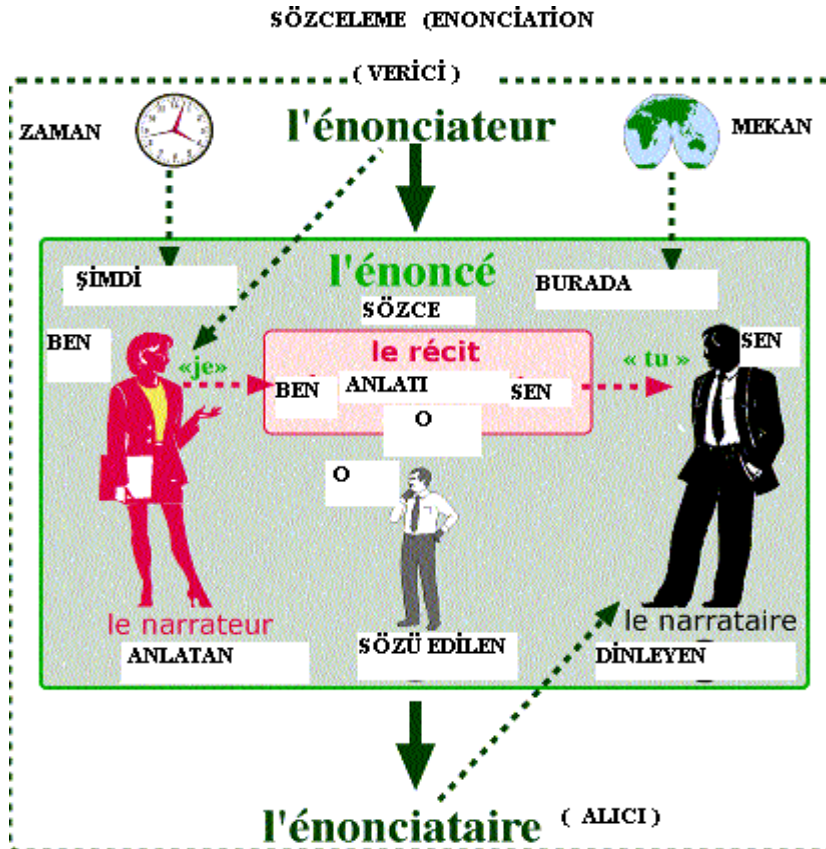 SÖZCELEME (ENONCİATİON
( VERİCİ )
ZAMAN
l'énonciateur
MEKAN
ŞİMDİ
l'énoncé
BURADA
SÖZCE
BEN
«je»
le récit
« tu »
SEN
BEN
ANLATI
SEN
O
O
le narrateur
le narrataire
ANLATAN
SÖZÜ EDİLEN
DİNLEYEN
l'énonciataire
( ALICI )